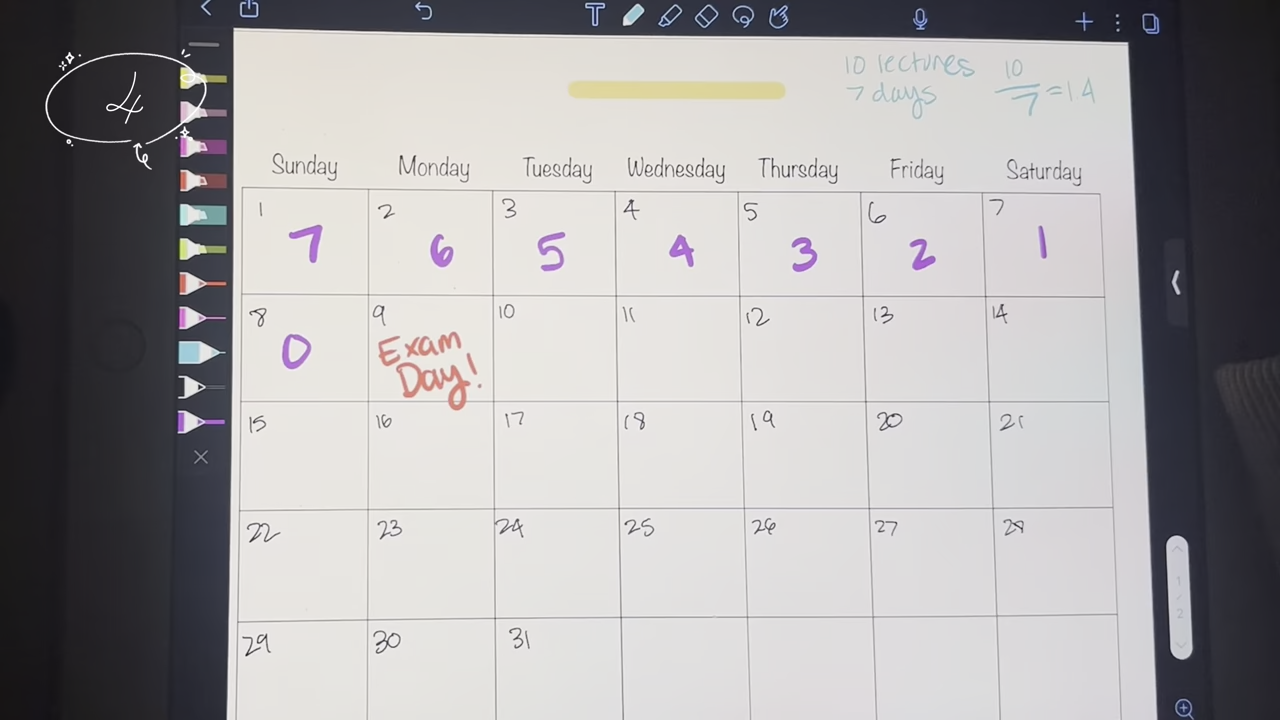 4
T
10 lectures 10
7 days 7 = 14
Sunday Monday Tuesday Wednesday Thursday Friday Saturday
1 2 3 4 5 6 7
7 6 5 4 3 2 1
8 9 10 11 12 13 14
0 Exam
Day!
15 16 17 18 19 20 21
22 23 24 25 26 27 28
29 30 31
1
/
2